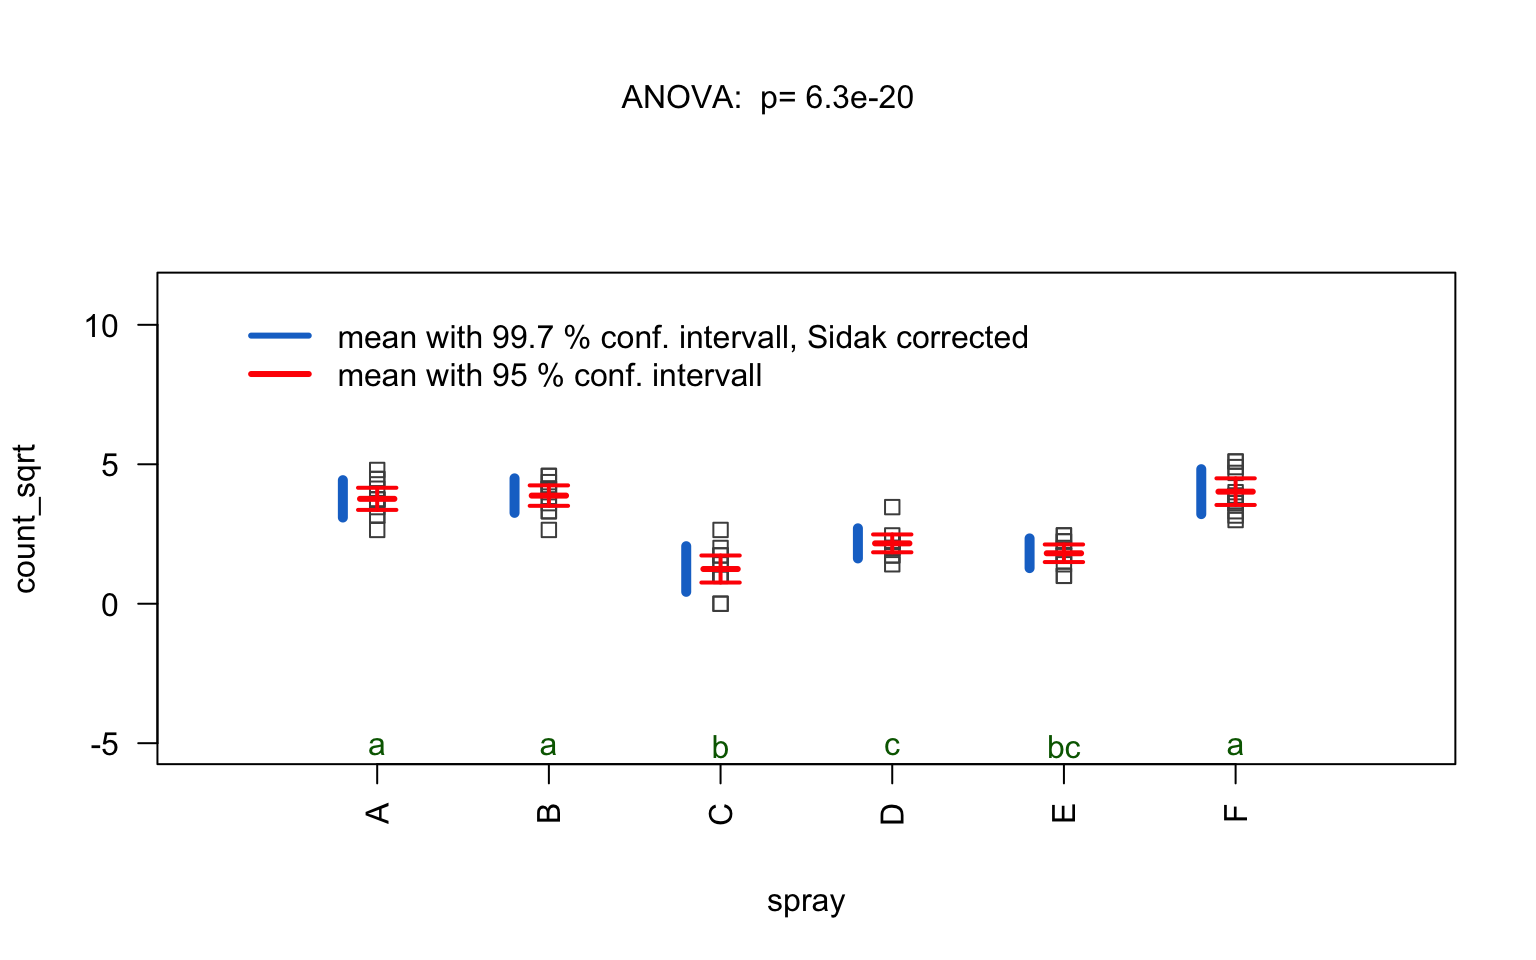 ANOVA:  p= 6.3e-20
mean with 99.7 % conf. intervall, Sidak corrected
mean with 95 % conf. intervall
count_sqrt
10
5
0
-5
a a b c bc a
A B C D E F
spray